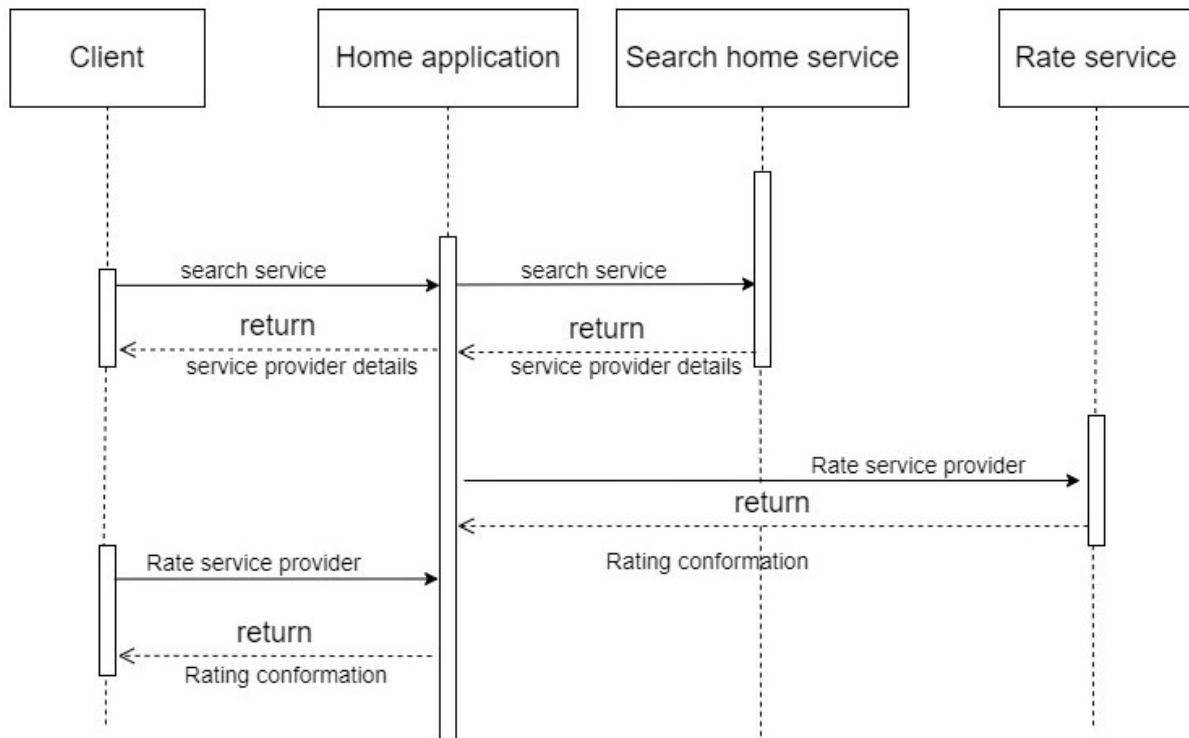 Client
Home application
Search home service
Rate service
search service
search service
return
return
service provider details
service provider details
Rate service provider
return
Rating conformation
Rate service provider
return
Rating conformation